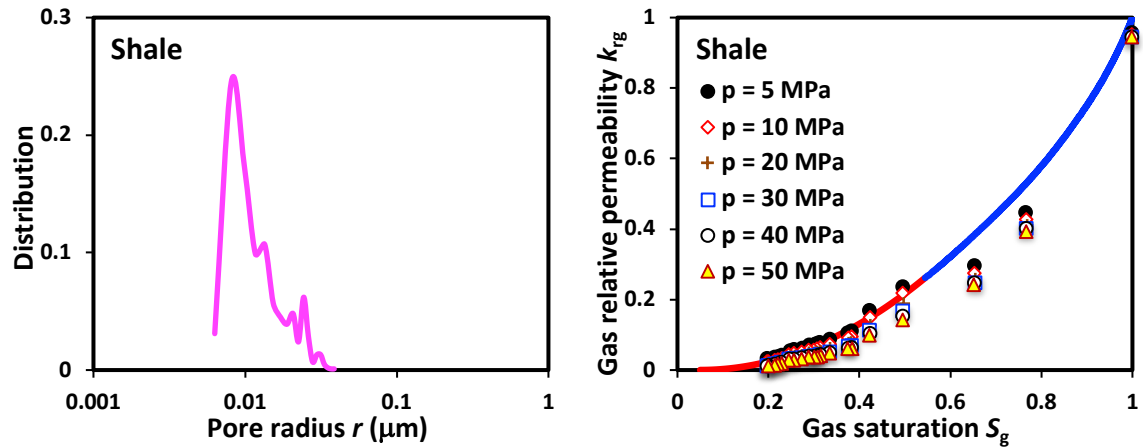 Shale
0.3
0.2
0.1
0
0.001
0.01
0.1
1
Distribution
Pore radius r (μm)
Shale
p = 5 MPa
p = 10 MPa
p = 20 MPa
p = 30 MPa
p = 40 MPa
p = 50 MPa
1
0.8
0.6
0.4
0.2
0
0
0.2
0.4
0.6
0.8
1
Gas relative permeability krg
Gas saturation Sg